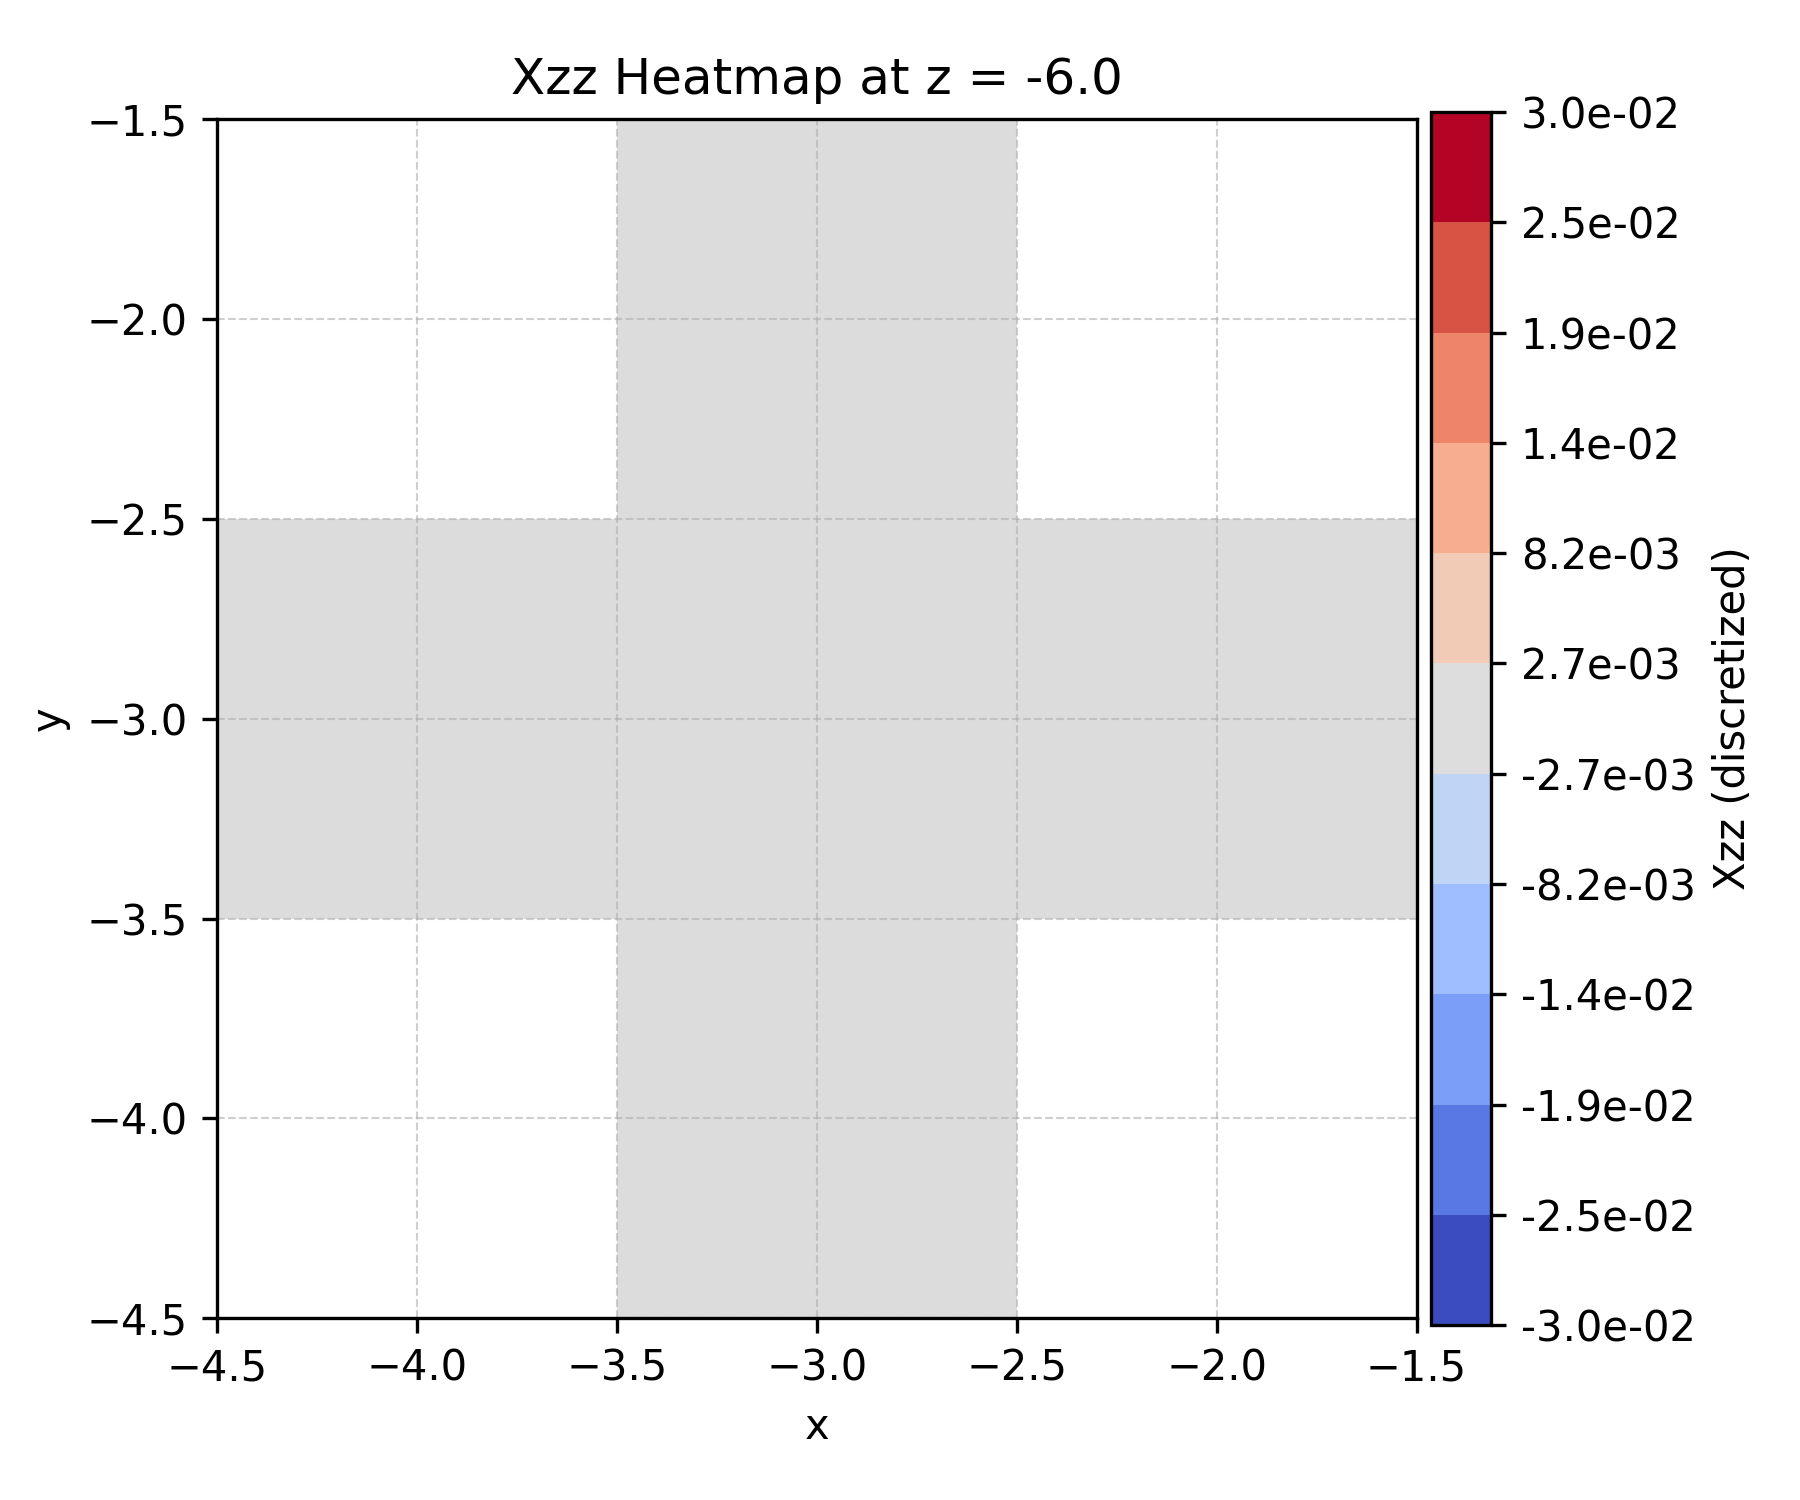 Xzz Heatmap at z = -6.0
−1.5
−2.0
−2.5
−3.0
−3.5
−4.0
−4.5
y
−4.5 −4.0 −3.5 −3.0 −2.5 −2.0 −1.5
x
3.0e-02
2.5e-02
1.9e-02
1.4e-02
8.2e-03
2.7e-03
-2.7e-03
-8.2e-03
-1.4e-02
-1.9e-02
-2.5e-02
-3.0e-02
Xzz (discretized)